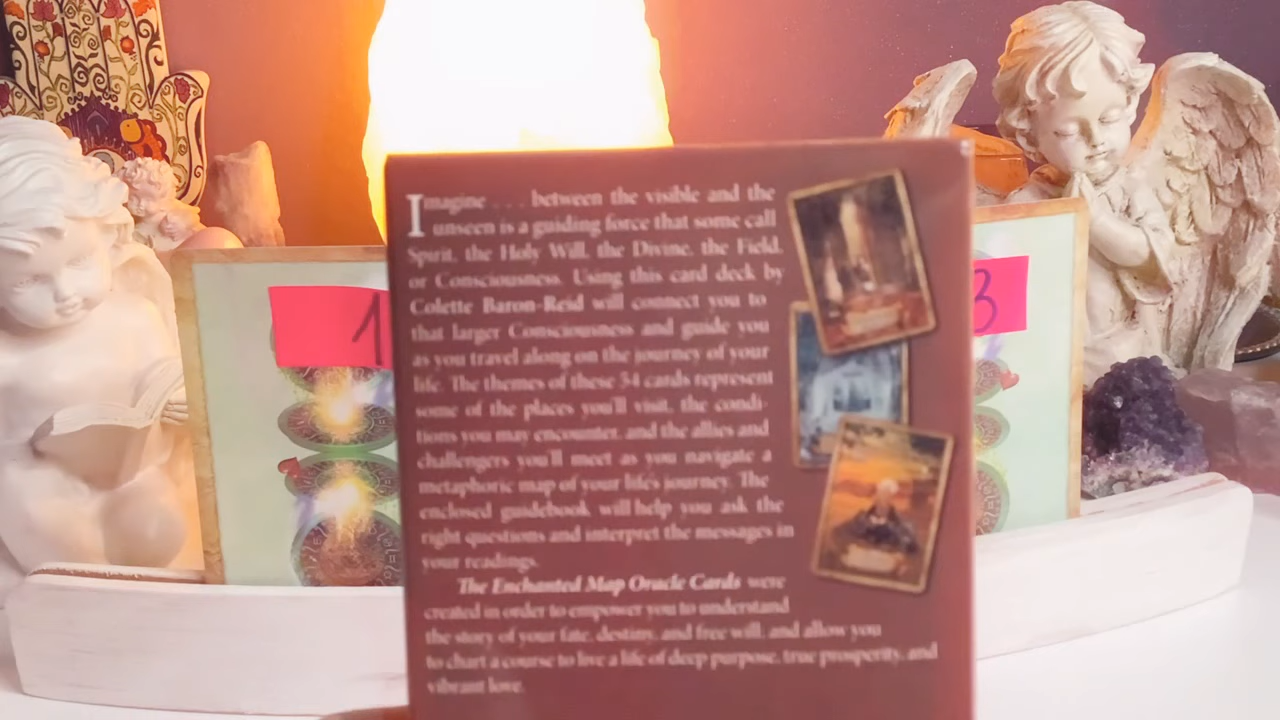 Imagine . . . between the visible and the
unseen is a guiding force that some call
Spirit, the Holy Will, the Divine, the Field,
or Consciousness. Using this card deck by
Colette Baron-Reid will connect you to
that larger Consciousness and guide you
as you travel along on the journey of your
life. The themes of these 54 cards represent
some of the places you'll visit, the condi-
tions you may encounter, and the allies and
challengers you'll meet as you navigate a
metaphoric map of your life's journey. The
enclosed guidebook will help you ask the
right questions and interpret the messages in
your readings.
The Enchanted Map Oracle Cards were
created in order to empower you to understand
the story of your fate, destiny, and free will, and allow you
to chart a course to live a life of deep purpose, true prosperity, and
vibrant love.
1
3